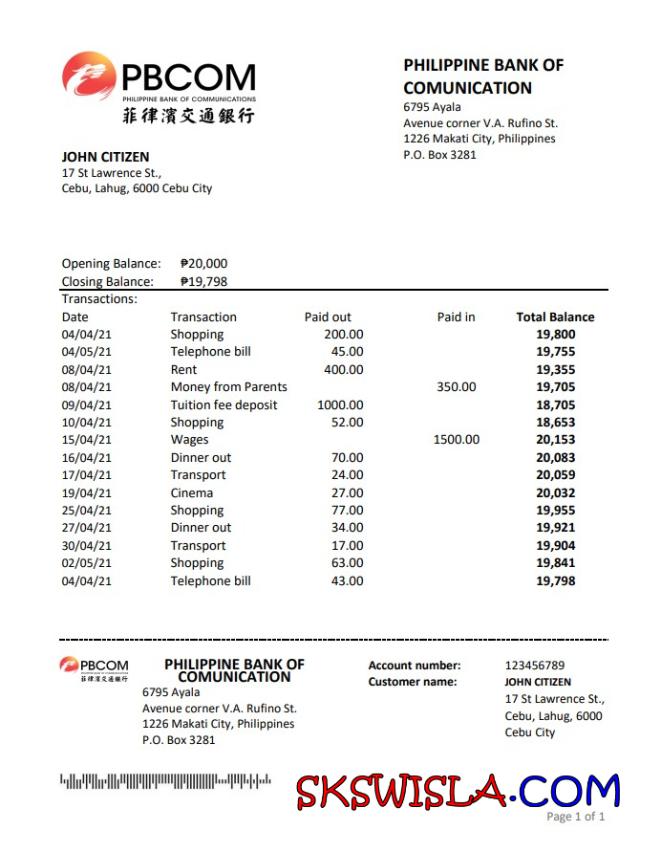 PBCOM
PHILIPPINE BANK OF COMMUNICATIONS
菲律濱交通銀行
PHILIPPINE BANK OF
COMUNICATION
6795 Ayala
Avenue corner V.A. Rufino St.
1226 Makati City, Philippines
P.O. Box 3281
JOHN CITIZEN
17 St Lawrence St.,
Cebu, Lahug, 6000 Cebu City
Opening Balance: ₱20,000
Closing Balance: ₱19,798
Transactions:
Date Transaction Paid out Paid in Total Balance
04/04/21 Shopping 200.00 19,800
04/05/21 Telephone bill 45.00 19,755
08/04/21 Rent 400.00 19,355
08/04/21 Money from Parents 350.00 19,705
09/04/21 Tuition fee deposit 1000.00 18,705
10/04/21 Shopping 52.00 18,653
15/04/21 Wages 1500.00 20,153
16/04/21 Dinner out 70.00 20,083
17/04/21 Transport 24.00 20,059
19/04/21 Cinema 27.00 20,032
25/04/21 Shopping 77.00 19,955
27/04/21 Dinner out 34.00 19,921
30/04/21 Transport 17.00 19,904
02/05/21 Shopping 63.00 19,841
04/04/21 Telephone bill 43.00 19,798
PBCOM
菲律濱交通銀行
PHILIPPINE BANK OF
COMUNICATION
6795 Ayala
Avenue corner V.A. Rufino St.
1226 Makati City, Philippines
P.O. Box 3281
Account number: 123456789
Customer name: JOHN CITIZEN
17 St Lawrence St.,
Cebu, Lahug, 6000
Cebu City
SKSWISLA.COM
Page 1 of 1